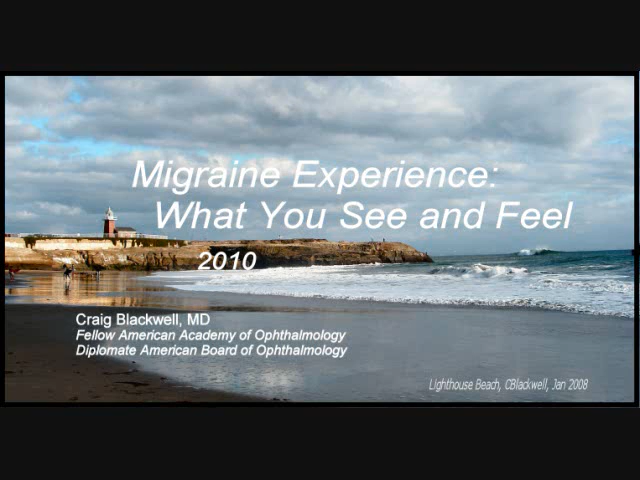 Migraine Experience:
What You See and Feel
2010
Craig Blackwell, MD
Fellow American Academy of Ophthalmology
Diplomate American Board of Ophthalmology
Lighthouse Beach, CBlackwell, Jan 2008